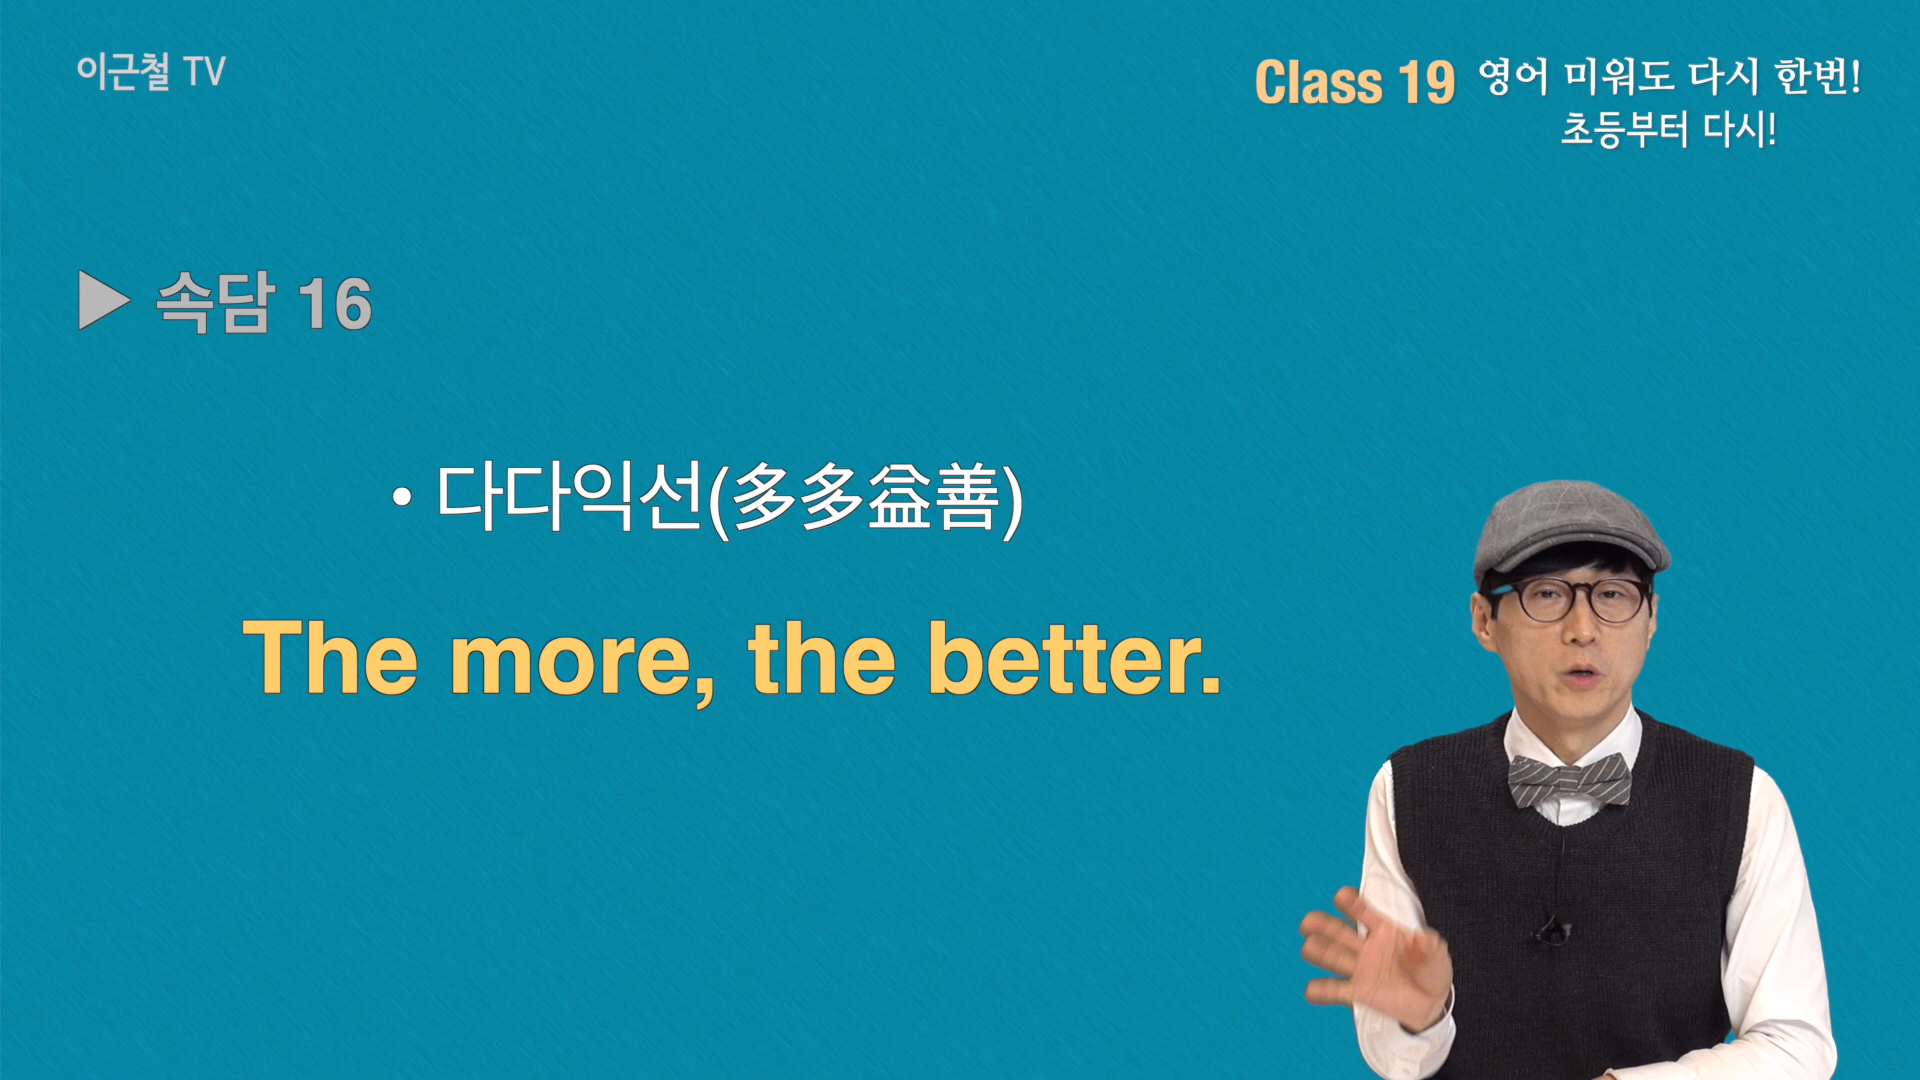 이근철 TV
Class 19 영어 미워도 다시 한번!
초등부터 다시!
▶ 속담 16
• 다다익선(多多益善)
The more, the better.